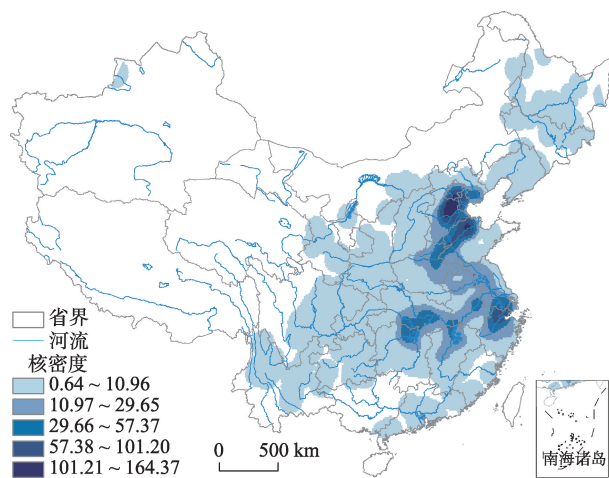 省界
河流
核密度
0.64 ~ 10.96
10.97 ~ 29.65
29.66 ~ 57.37
57.38 ~ 101.20
101.21 ~ 164.37
0 500 km
南海诸岛